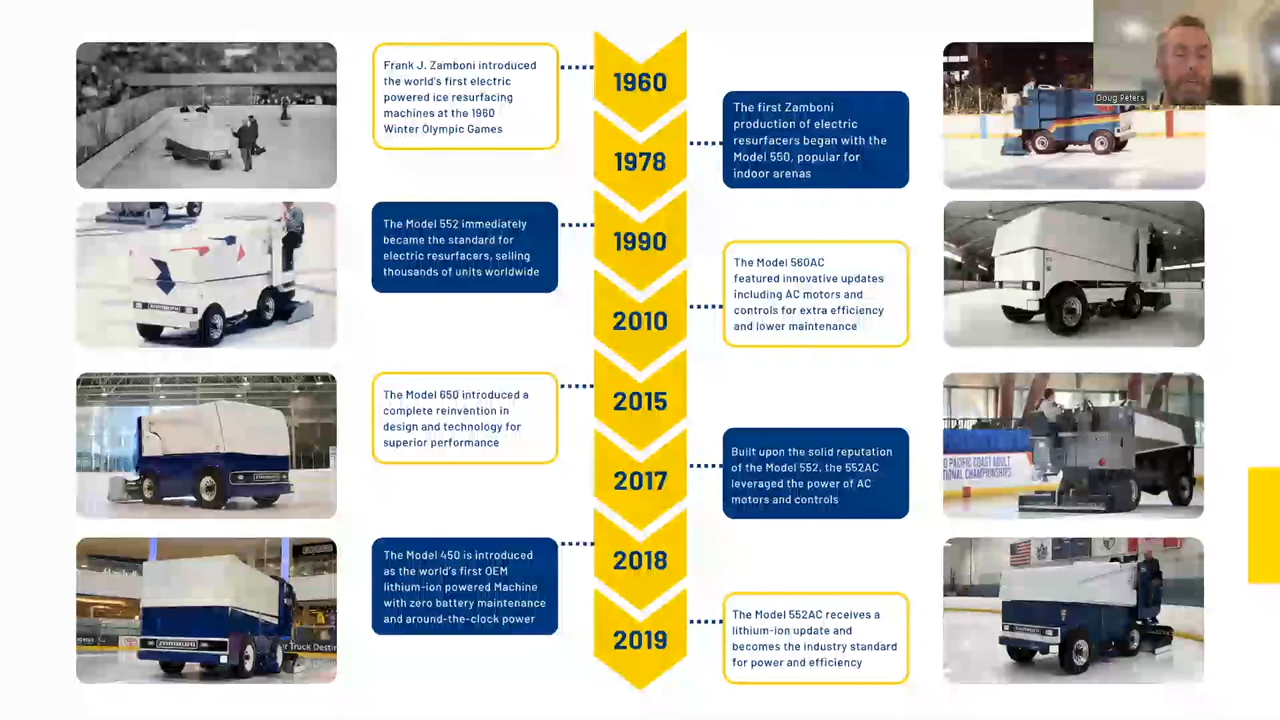 Frank J. Zamboni introduced
the world's first electric
powered ice resurfacing
machines at the 1960
Winter Olympic Games
1960
Doug Peters
The first Zamboni
production of electric
resurfacers began with the
Model 550, popular for
indoor arenas
1978
The Model 552 immediately
became the standard for
electric resurfacers, selling
thousands of units worldwide
1990
The Model 560AC
featured innovative updates
including AC motors and
controls for extra efficiency
and lower maintenance
2010
ZAMBONI
The Model 650 introduced a
complete reinvention in
design and technology for
superior performance
2015
Built upon the solid reputation
of the Model 552, the 552AC
leveraged the power of AC
motors and controls
2017
PACIFIC COAST ADULT
TIONAL CHAMPIONSHIPS
The Model 450 is introduced
as the world's first OEM
lithium-ion powered Machine
with zero battery maintenance
and around-the-clock power
2018
ZAMBONI
r Truck Destin
The Model 552AC receives a
lithium-ion update and
becomes the industry standard
for power and efficiency
2019